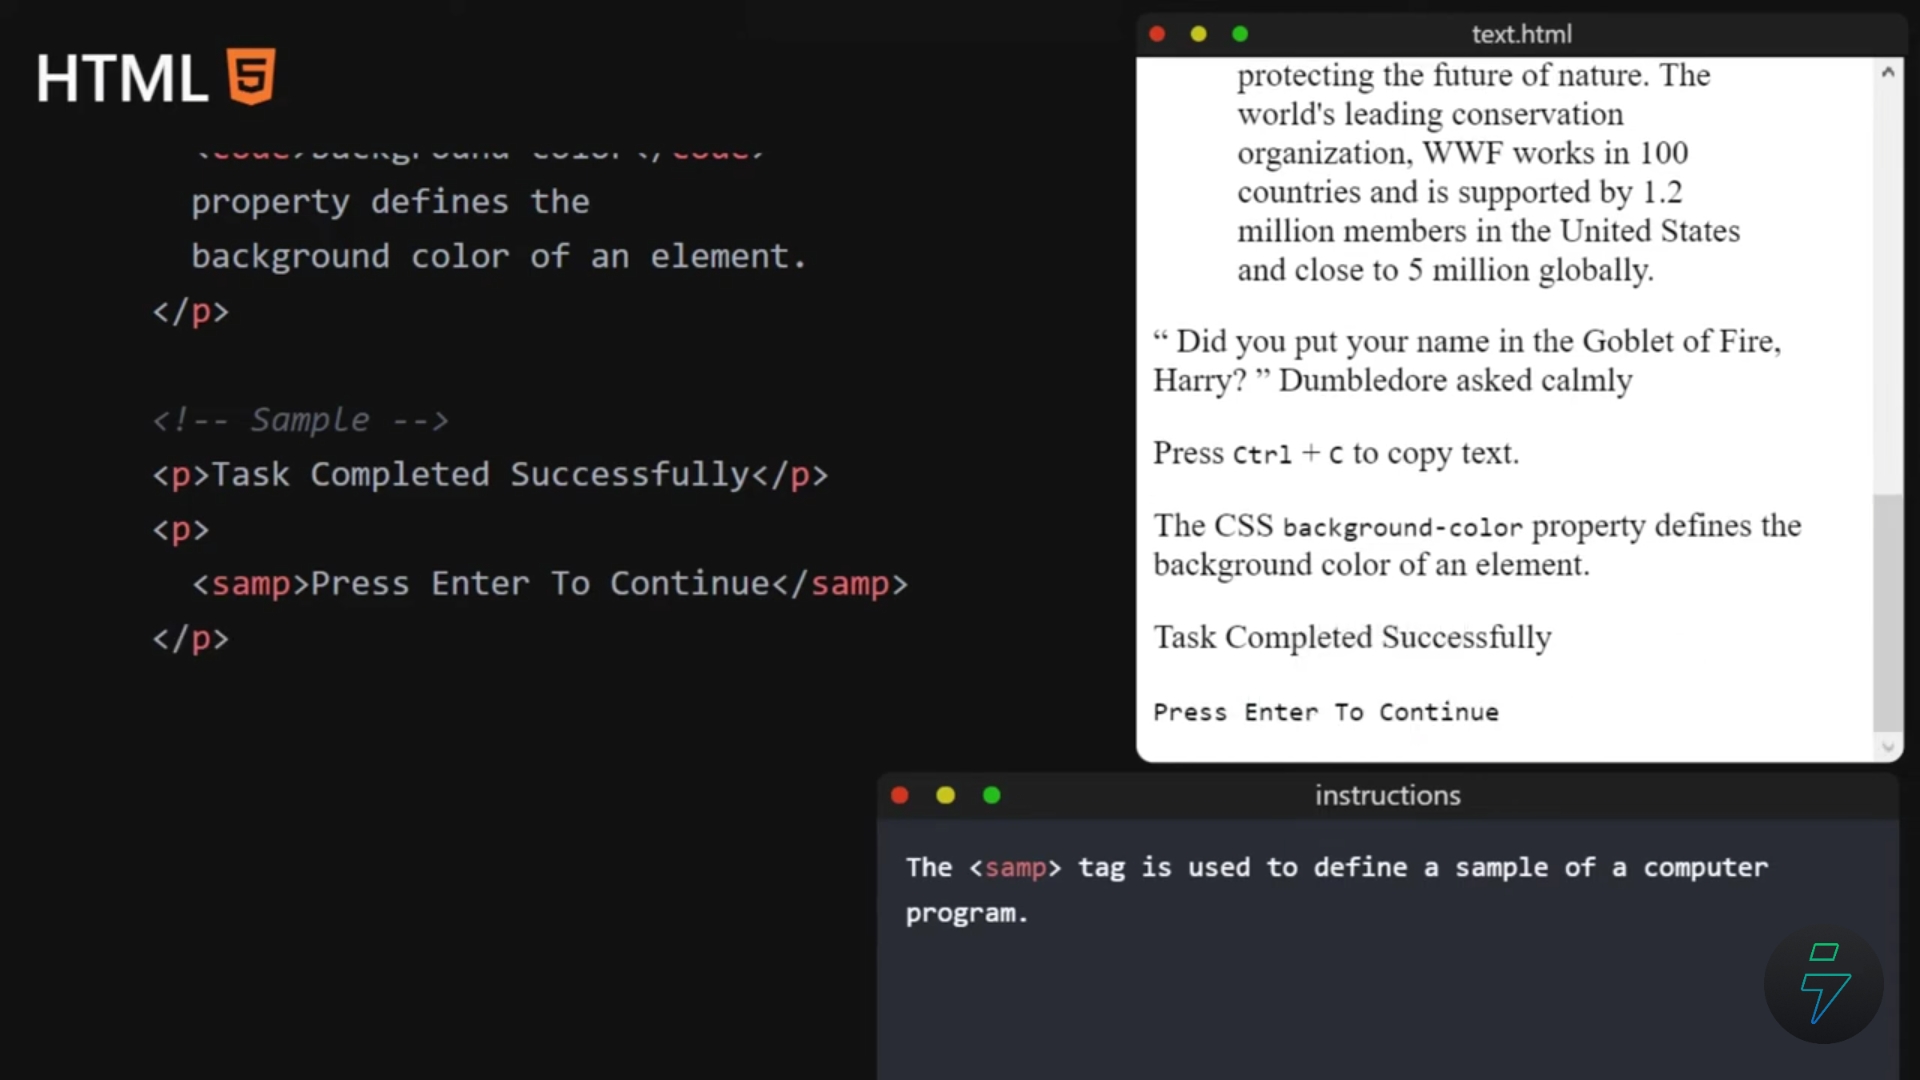 HTML 5
<code>background-color</code>
property defines the
background color of an element.
</p>
<!-- Sample -->
<p>Task Completed Successfully</p>
<p>
<samp>Press Enter To Continue</samp>
</p>
text.html
protecting the future of nature. The
world's leading conservation
organization, WWF works in 100
countries and is supported by 1.2
million members in the United States
and close to 5 million globally.
“ Did you put your name in the Goblet of Fire,
Harry? ” Dumbledore asked calmly
Press Ctrl + C to copy text.
The CSS background-color property defines the
background color of an element.
Task Completed Successfully
Press Enter To Continue
instructions
The <samp> tag is used to define a sample of a computer
program.